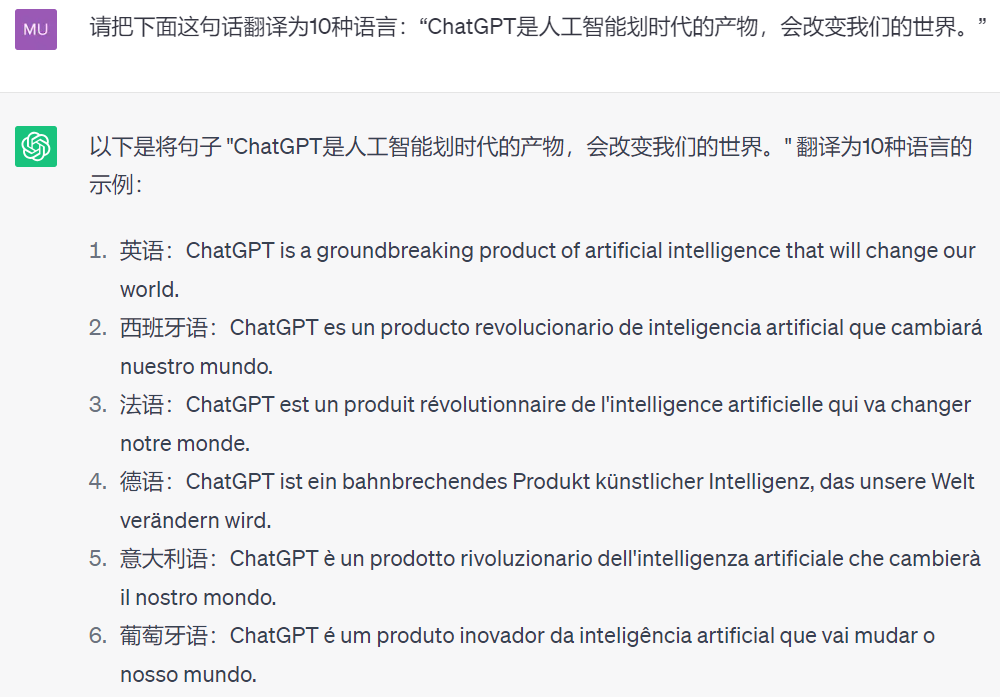 MU
请把下面这句话翻译为10种语言：“ChatGPT是人工智能划时代的产物，会改变我们的世界。”
以下是将句子 "ChatGPT是人工智能划时代的产物，会改变我们的世界。" 翻译为10种语言的
示例：
1. 英语：ChatGPT is a groundbreaking product of artificial intelligence that will change our
world.
2. 西班牙语：ChatGPT es un producto revolucionario de inteligencia artificial que cambiará
nuestro mundo.
3. 法语：ChatGPT est un produit révolutionnaire de l'intelligence artificielle qui va changer
notre monde.
4. 德语：ChatGPT ist ein bahnbrechendes Produkt künstlicher Intelligenz, das unsere Welt
verändern wird.
5. 意大利语：ChatGPT è un prodotto rivoluzionario dell'intelligenza artificiale che cambierà
il nostro mondo.
6. 葡萄牙语：ChatGPT é um produto inovador da inteligência artificial que vai mudar o
nosso mundo.